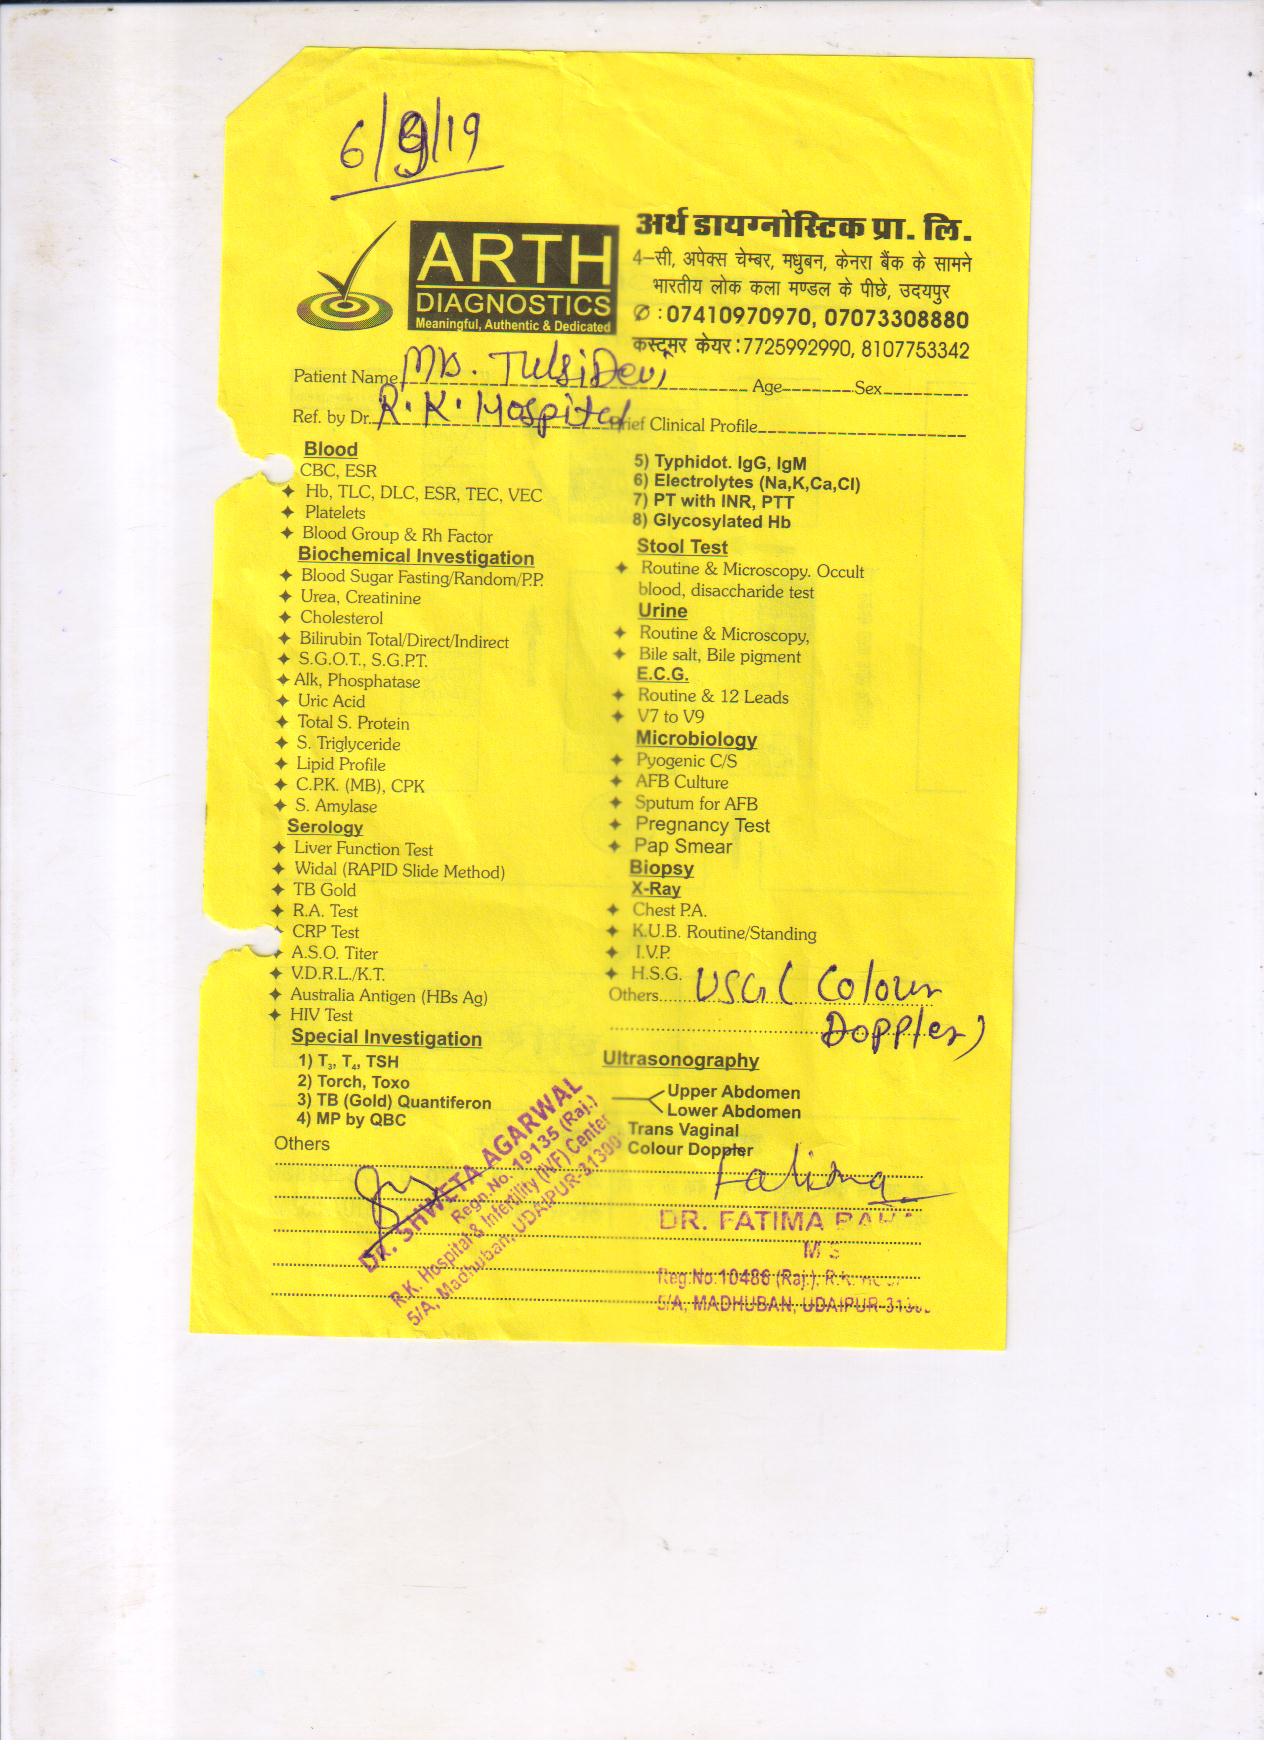 6/9/19
अर्थ डायग्नोस्टिक प्रा. लि.
ARTH
DIAGNOSTICS
Meaningful, Authentic & Dedicated
4-सी, अपेक्स चेम्बर, मधुबन, केनरा बैंक के सामने
भारतीय लोक कला मण्डल के पीछे, उदयपुर
✆ : 07410970970, 07073308880
कस्टूमर केयर : 7725992990, 8107753342
Patient Name Ms. Tulsi Devi Age Sex
Ref. by Dr. R.K. Hospital Brief Clinical Profile
Blood
CBC, ESR
Hb, TLC, DLC, ESR, TEC, VEC
Platelets
Blood Group & Rh Factor
Biochemical Investigation
Blood Sugar Fasting/Random/P.P.
Urea, Creatinine
Cholesterol
Bilirubin Total/Direct/Indirect
S.G.O.T., S.G.P.T.
Alk, Phosphatase
Uric Acid
Total S. Protein
S. Triglyceride
Lipid Profile
C.P.K. (MB), CPK
S. Amylase
Serology
Liver Function Test
Widal (RAPID Slide Method)
TB Gold
R.A. Test
CRP Test
A.S.O. Titer
V.D.R.L./K.T.
Australia Antigen (HBs Ag)
HIV Test
Special Investigation
1) T3, T4, TSH
2) Torch, Toxo
3) TB (Gold) Quantiferon
4) MP by QBC
Others
5) Typhidot. IgG, IgM
6) Electrolytes (Na,K,Ca,Cl)
7) PT with INR, PTT
8) Glycosylated Hb
Stool Test
Routine & Microscopy. Occult
blood, disaccharide test
Urine
Routine & Microscopy,
Bile salt, Bile pigment
E.C.G.
Routine & 12 Leads
V7 to V9
Microbiology
Pyogenic C/S
AFB Culture
Sputum for AFB
Pregnancy Test
Pap Smear
Biopsy
X-Ray
Chest P.A.
K.U.B. Routine/Standing
I.V.P.
H.S.G.
Others USG ( Colour
Doppler)
Ultrasonography
Upper Abdomen
Lower Abdomen
Trans Vaginal
Colour Doppler
DR. SHWETA AGARWAL
Regn.No. 19135 (Raj.)
R.K. Hospital & Infertility (IVF) Center
5/A, Madhuban, UDAIPUR-
Fatima
DR. FATIMA
M S
Reg.No.10486 (Raj.), R.K.
5/A, MADHUBAN, UDAIPUR-